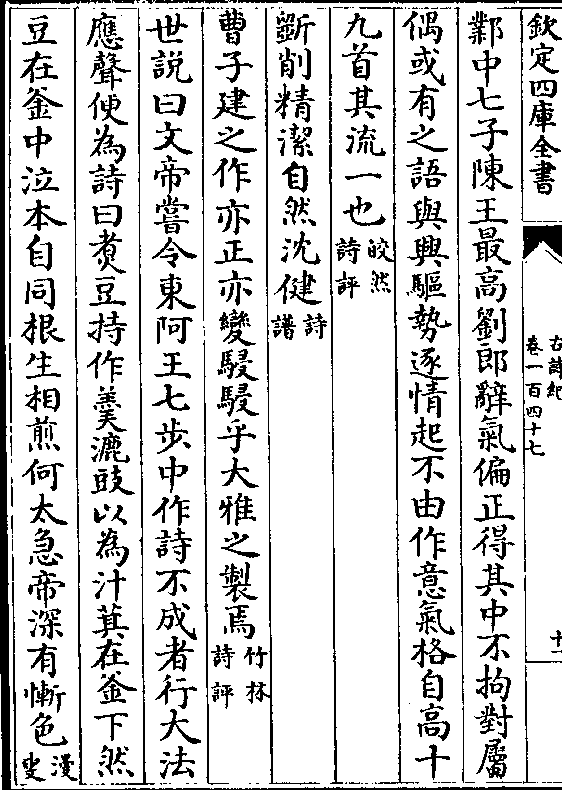 欽定四庫全書
古詩紀
卷一百四十七
十一
鄴中七子陳王最高劉郎辭氣偏正得其中不拘對屬
偶或有之語與興驅勢逐情起不由作意氣格自高十
九首其流一也皎然詩評
斵削精潔自然沈健詩譜
曹子建之作亦正亦變駸駸乎大雅之製焉竹林詩評
世說曰文帝嘗令東阿王七步中作詩不成者行大法
應聲便為詩曰煑豆持作羮漉豉以為汁萁在釜下然
豆在釜中泣本自同根生相煎何太急帝深有慚色漫叟